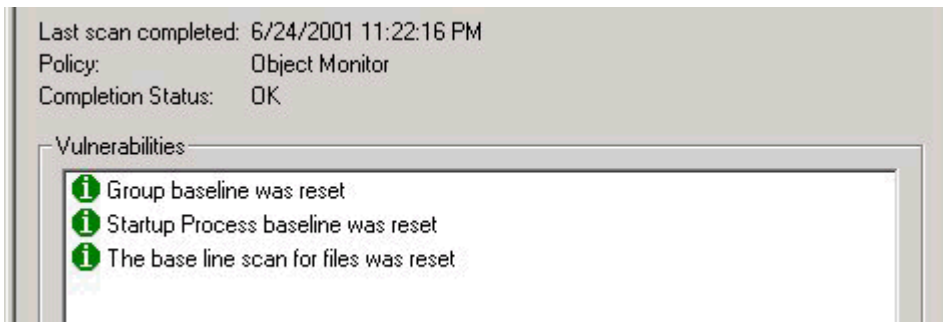 Last scan completed: 6/24/2001 11:22:16 PM
Policy: Object Monitor
Completion Status: OK
Vulnerabilities
Group baseline was reset
Startup Process baseline was reset
The base line scan for files was reset